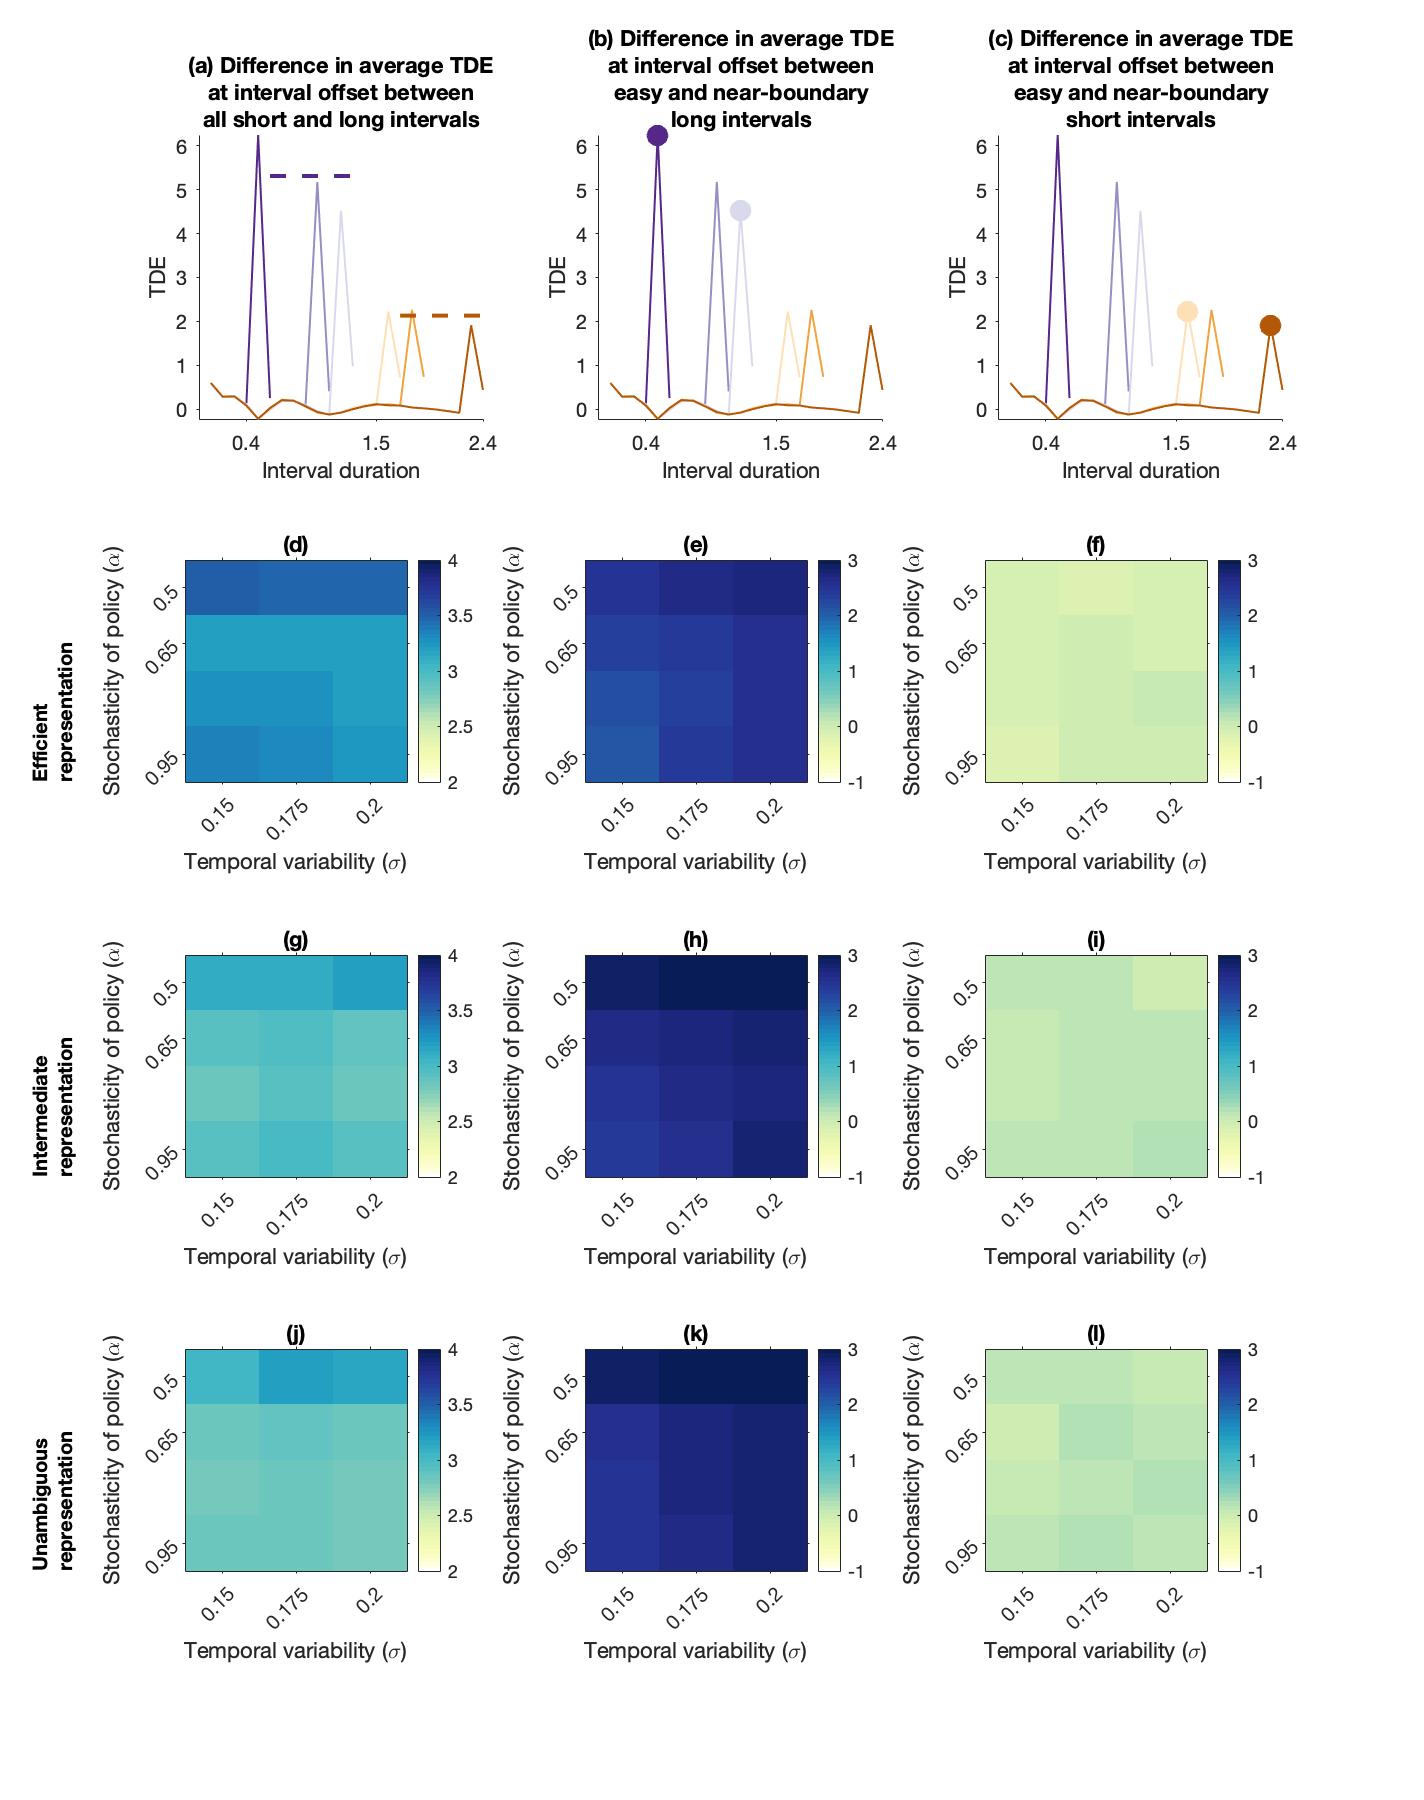 (a) Difference in average TDE
at interval offset between
all short and long intervals
6
5
4
3
2
1
0
TDE
0.4
1.5
2.4
Interval duration
(b) Difference in average TDE
at interval offset between
easy and near-boundary
long intervals
6
5
4
3
2
1
0
TDE
0.4
1.5
2.4
Interval duration
(c) Difference in average TDE
at interval offset between
easy and near-boundary
short intervals
6
5
4
3
2
1
0
TDE
0.4
1.5
2.4
Interval duration
Efficient
representation
(d)
Stochasticity of policy (α)
0.5
0.65
0.95
0.15
0.175
0.2
Temporal variability (σ)
4
3.5
3
2.5
2
(e)
Stochasticity of policy (α)
0.5
0.65
0.95
0.15
0.175
0.2
Temporal variability (σ)
3
2
1
0
-1
(f)
Stochasticity of policy (α)
0.5
0.65
0.95
0.15
0.175
0.2
Temporal variability (σ)
3
2
1
0
-1
Intermediate
representation
(g)
Stochasticity of policy (α)
0.5
0.65
0.95
0.15
0.175
0.2
Temporal variability (σ)
4
3.5
3
2.5
2
(h)
Stochasticity of policy (α)
0.5
0.65
0.95
0.15
0.175
0.2
Temporal variability (σ)
3
2
1
0
-1
(i)
Stochasticity of policy (α)
0.5
0.65
0.95
0.15
0.175
0.2
Temporal variability (σ)
3
2
1
0
-1
Unambiguous
representation
(j)
Stochasticity of policy (α)
0.5
0.65
0.95
0.15
0.175
0.2
Temporal variability (σ)
4
3.5
3
2.5
2
(k)
Stochasticity of policy (α)
0.5
0.65
0.95
0.15
0.175
0.2
Temporal variability (σ)
3
2
1
0
-1
(l)
Stochasticity of policy (α)
0.5
0.65
0.95
0.15
0.175
0.2
Temporal variability (σ)
3
2
1
0
-1